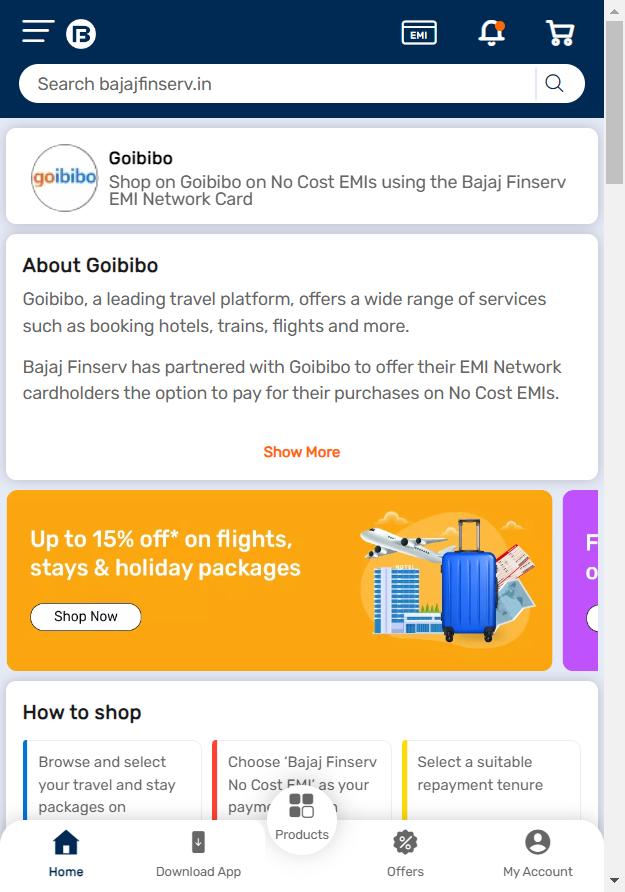 EMI
Search bajajfinserv.in
goibibo
Goibibo
Shop on Goibibo on No Cost EMIs using the Bajaj Finserv
EMI Network Card
About Goibibo
Goibibo, a leading travel platform, offers a wide range of services
such as booking hotels, trains, flights and more.
Bajaj Finserv has partnered with Goibibo to offer their EMI Network
cardholders the option to pay for their purchases on No Cost EMIs.
Show More
Up to 15% off* on flights,
stays & holiday packages
HOTEL
Shop Now
F
o
How to shop
Browse and select
your travel and stay
packages on
Choose ‘Bajaj Finserv
No Cost EMI’ as your
Select a suitable
repayment tenure
Products
Home
Download App
Offers
My Account